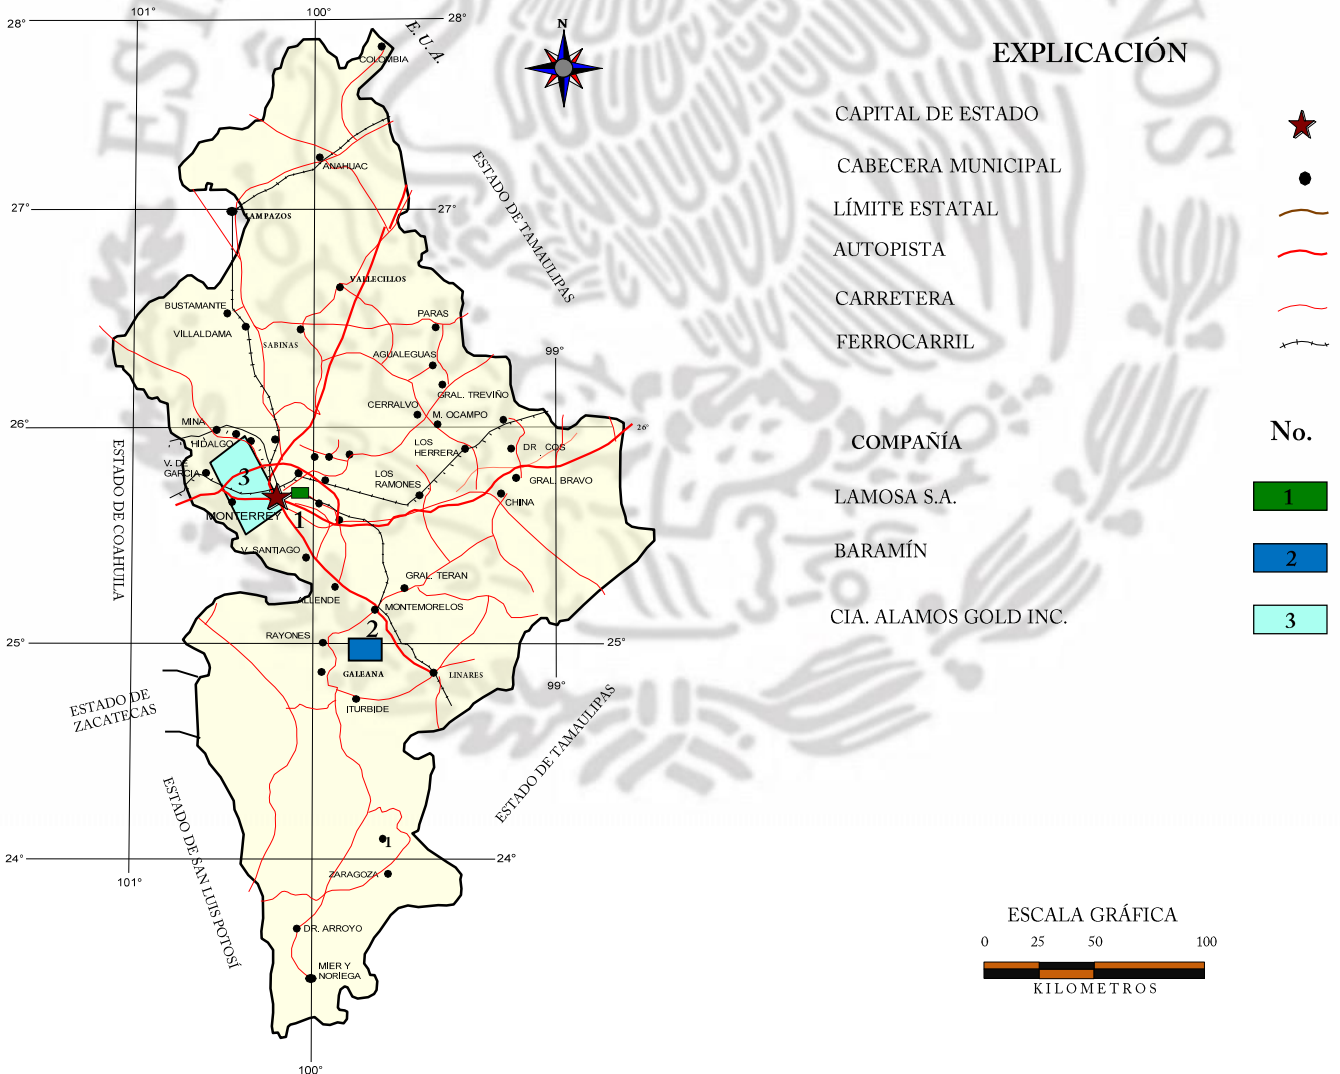 101°
100°
28°
28°
E. U. A.
N
COLOMBIA
ESTADO DE TAMAULIPAS
ANAHUAC
27°
27°
LAMPAZOS
VALLECILLOS
BUSTAMANTE
VILLALDAMA
SABINAS
PARAS
AGUALEGUAS
99°
GRAL. TREVIÑO
CERRALVO
M. OCAMPO
26°
26°
MINA
HIDALGO
LOS
HERRERA
DR COS
V. DE
GARCIA
3
LOS
RAMONES
GRAL. BRAVO
CHINA
MONTERREY
1
ESTADO DE COAHUILA
V. SANTIAGO
GRAL. TERAN
ALLENDE
MONTEMORELOS
2
RAYONES
25°
25°
GALEANA
LINARES
99°
ITURBIDE
ESTADO DE
ZACATECAS
ESTADO DE TAMAULIPAS
ESTADO DE SAN LUIS POTOSÍ
1
24°
24°
ZARAGOZA
101°
DR. ARROYO
MIER Y
NORIEGA
100°
EXPLICACIÓN
CAPITAL DE ESTADO
CABECERA MUNICIPAL
LÍMITE ESTATAL
AUTOPISTA
CARRETERA
FERROCARRIL
COMPAÑÍA No.
LAMOSA S.A. 1
BARAMÍN 2
CIA. ALAMOS GOLD INC. 3
ESCALA GRÁFICA
0 25 50 100
KILOMETROS